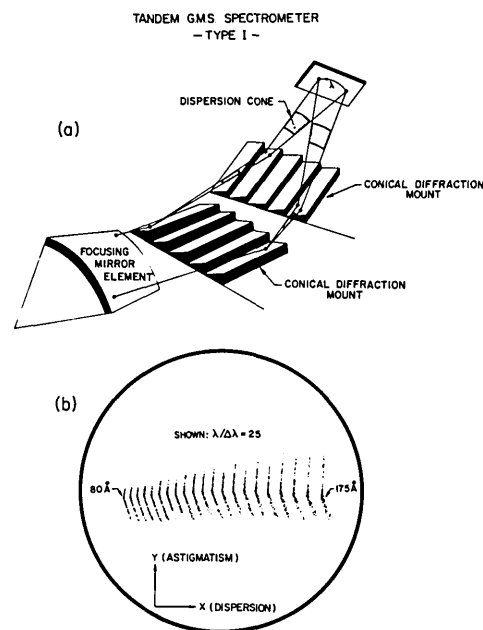 TANDEM G.M.S. SPECTROMETER
– TYPE I –
λ
DISPERSION CONE
(a)
CONICAL DIFFRACTION
MOUNT
FOCUSING
MIRROR
ELEMENT
CONICAL DIFFRACTION
MOUNT
(b)
SHOWN: λ/Δλ = 25
80Å
175Å
Y (ASTIGMATISM)
X (DISPERSION)